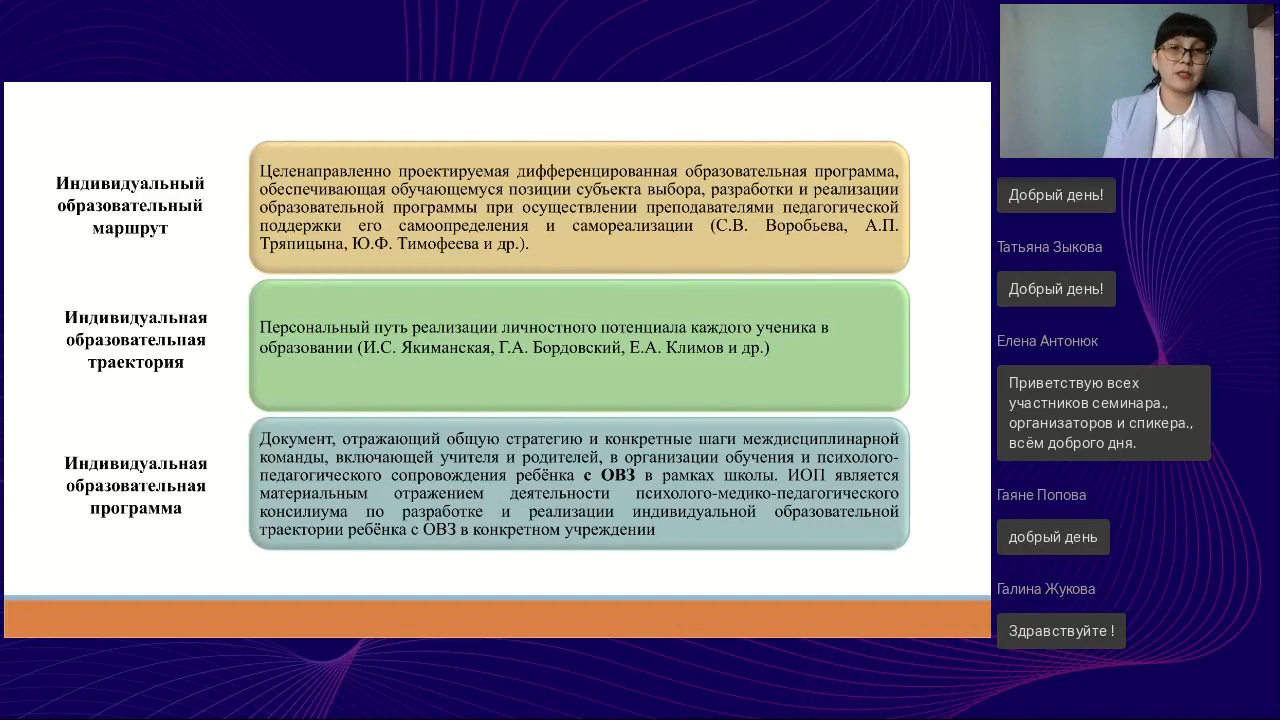 Индивидуальный
образовательный
маршрут
Целенаправленно проектируемая дифференцированная образовательная программа,
обеспечивающая обучающемуся позиции субъекта выбора, разработки и реализации
образовательной программы при осуществлении преподавателями педагогической
поддержки его самоопределения и самореализации (С.В. Воробьева, А.П.
Тряпицына, Ю.Ф. Тимофеева и др.).
Индивидуальная
образовательная
траектория
Персональный путь реализации личностного потенциала каждого ученика в
образовании (И.С. Якиманская, Г.А. Бордовский, Е.А. Климов и др.)
Индивидуальная
образовательная
программа
Документ, отражающий общую стратегию и конкретные шаги междисциплинарной
команды, включающей учителя и родителей, в организации обучения и психолого-
педагогического сопровождения ребёнка с ОВЗ в рамках школы. ИОП является
материальным отражением деятельности психолого-медико-педагогического
консилиума по разработке и реализации индивидуальной образовательной
траектории ребёнка с ОВЗ в конкретном учреждении
Добрый день!
Татьяна Зыкова
Добрый день!
Елена Антонюк
Приветствую всех
участников семинара.,
организаторов и спикера.,
всём доброго дня.
Гаяне Попова
добрый день
Галина Жукова
Здравствуйте !